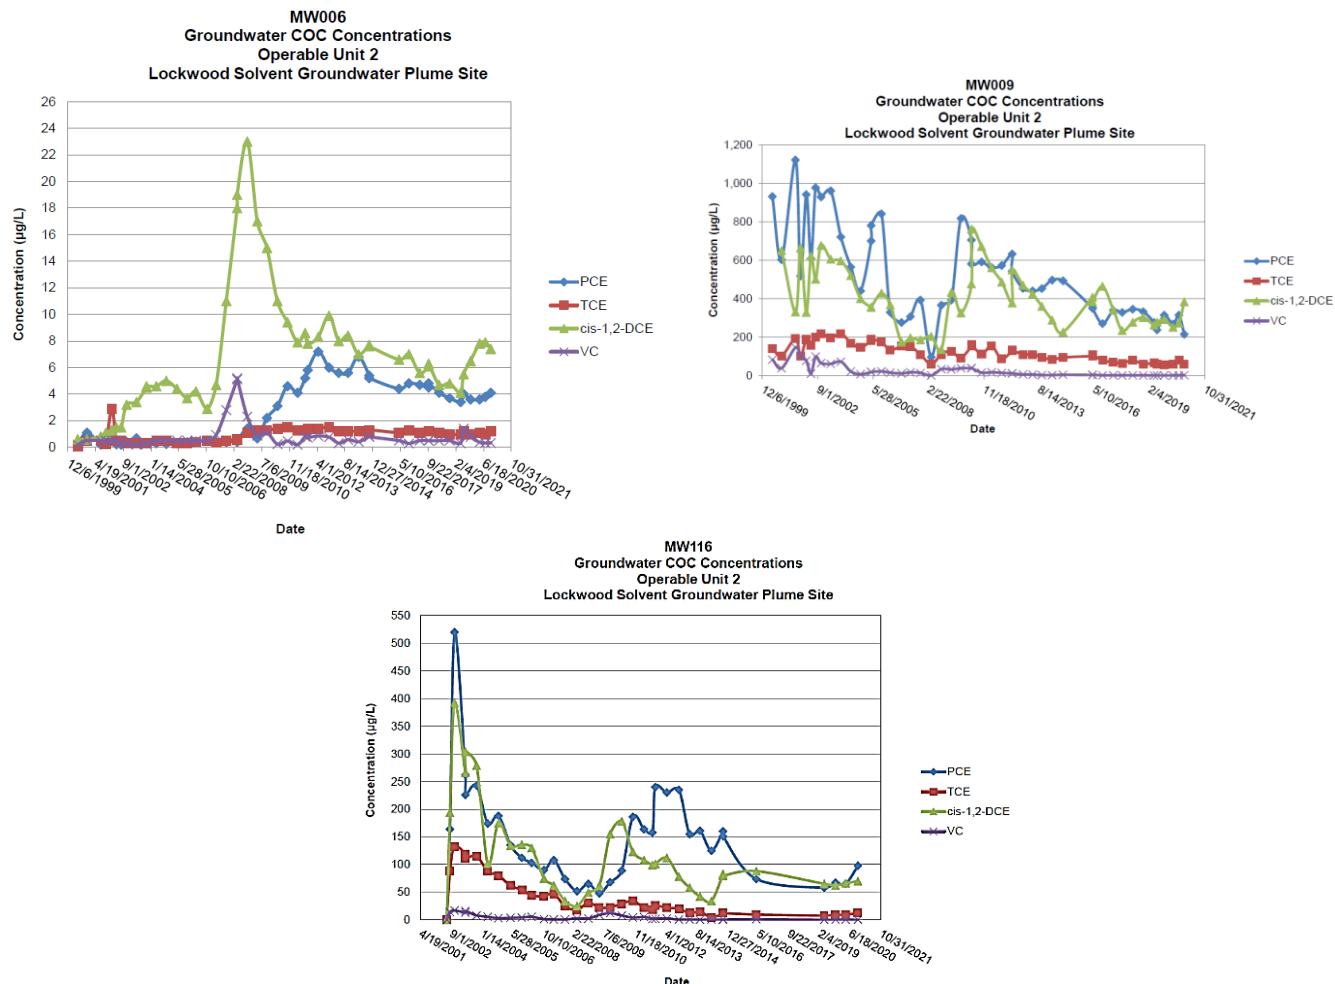 MW006
Groundwater COC Concentrations
Operable Unit 2
Lockwood Solvent Groundwater Plume Site
26
24
22
20
18
16
14
12
10
8
6
4
2
0
Concentration (µg/L)
12/6/1999
4/19/2001
9/1/2002
1/14/2004
5/28/2005
10/10/2006
2/22/2008
7/6/2009
11/18/2010
4/1/2012
8/14/2013
12/27/2014
5/10/2016
9/22/2017
2/4/2019
6/18/2020
10/31/2021
Date
PCE
TCE
cis-1,2-DCE
VC
MW009
Groundwater COC Concentrations
Operable Unit 2
Lockwood Solvent Groundwater Plume Site
1,200
1,000
800
600
400
200
0
Concentration (µg/L)
12/6/1999
9/1/2002
5/28/2005
2/22/2008
11/18/2010
8/14/2013
5/10/2016
2/4/2019
10/31/2021
Date
PCE
TCE
cis-1,2-DCE
VC
MW116
Groundwater COC Concentrations
Operable Unit 2
Lockwood Solvent Groundwater Plume Site
550
500
450
400
350
300
250
200
150
100
50
0
Concentration (µg/L)
4/19/2001
9/1/2002
1/14/2004
5/28/2005
10/10/2006
2/22/2008
7/6/2009
11/18/2010
4/1/2012
8/14/2013
12/27/2014
5/10/2016
9/22/2017
2/4/2019
6/18/2020
10/31/2021
Date
PCE
TCE
cis-1,2-DCE
VC